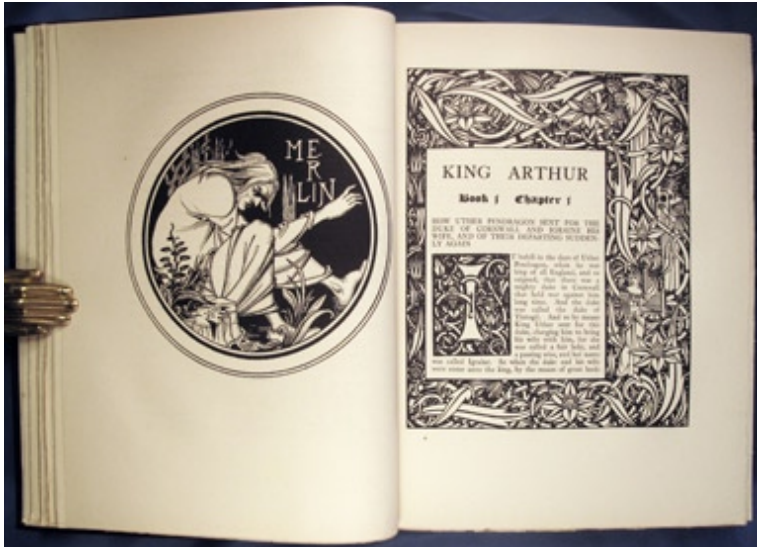 ME
R
LIN
KING ARTHUR
Book j Chapter j
HOW UTHER PENDRAGON SENT FOR THE
DUKE OF CORNWALL AND IGRAINE HIS
WIFE, AND OF THEIR DEPARTING SUDDEN-
LY AGAIN
IT befell in the days of Uther
Pendragon, when he was
king of all England, and so
reigned, that there was a
mighty duke in Cornwall
that held war against him
long time. And the duke
was called the duke of
Tintagil. And so by means
King Uther sent for this
duke, charging him to bring
his wife with him, for she
was called a fair lady, and
a passing wise, and her name
was called Igraine. So when the duke and his wife
were come unto the king, by the means of great lords